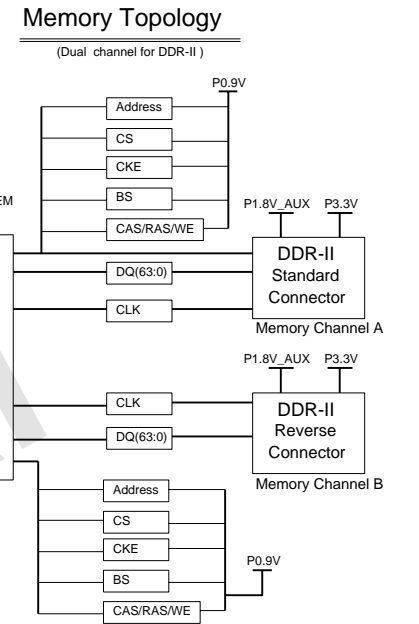 Memory Topology
(Dual channel for DDR-II )
P0.9V
Address
CS
CKE
BS
CAS/RAS/WE
EM
P1.8V_AUX P3.3V
DDR-II
Standard
Connector
DQ(63:0)
CLK
Memory Channel A
P1.8V_AUX P3.3V
CLK
DQ(63:0)
DDR-II
Reverse
Connector
Memory Channel B
Address
CS
CKE
BS
CAS/RAS/WE
P0.9V